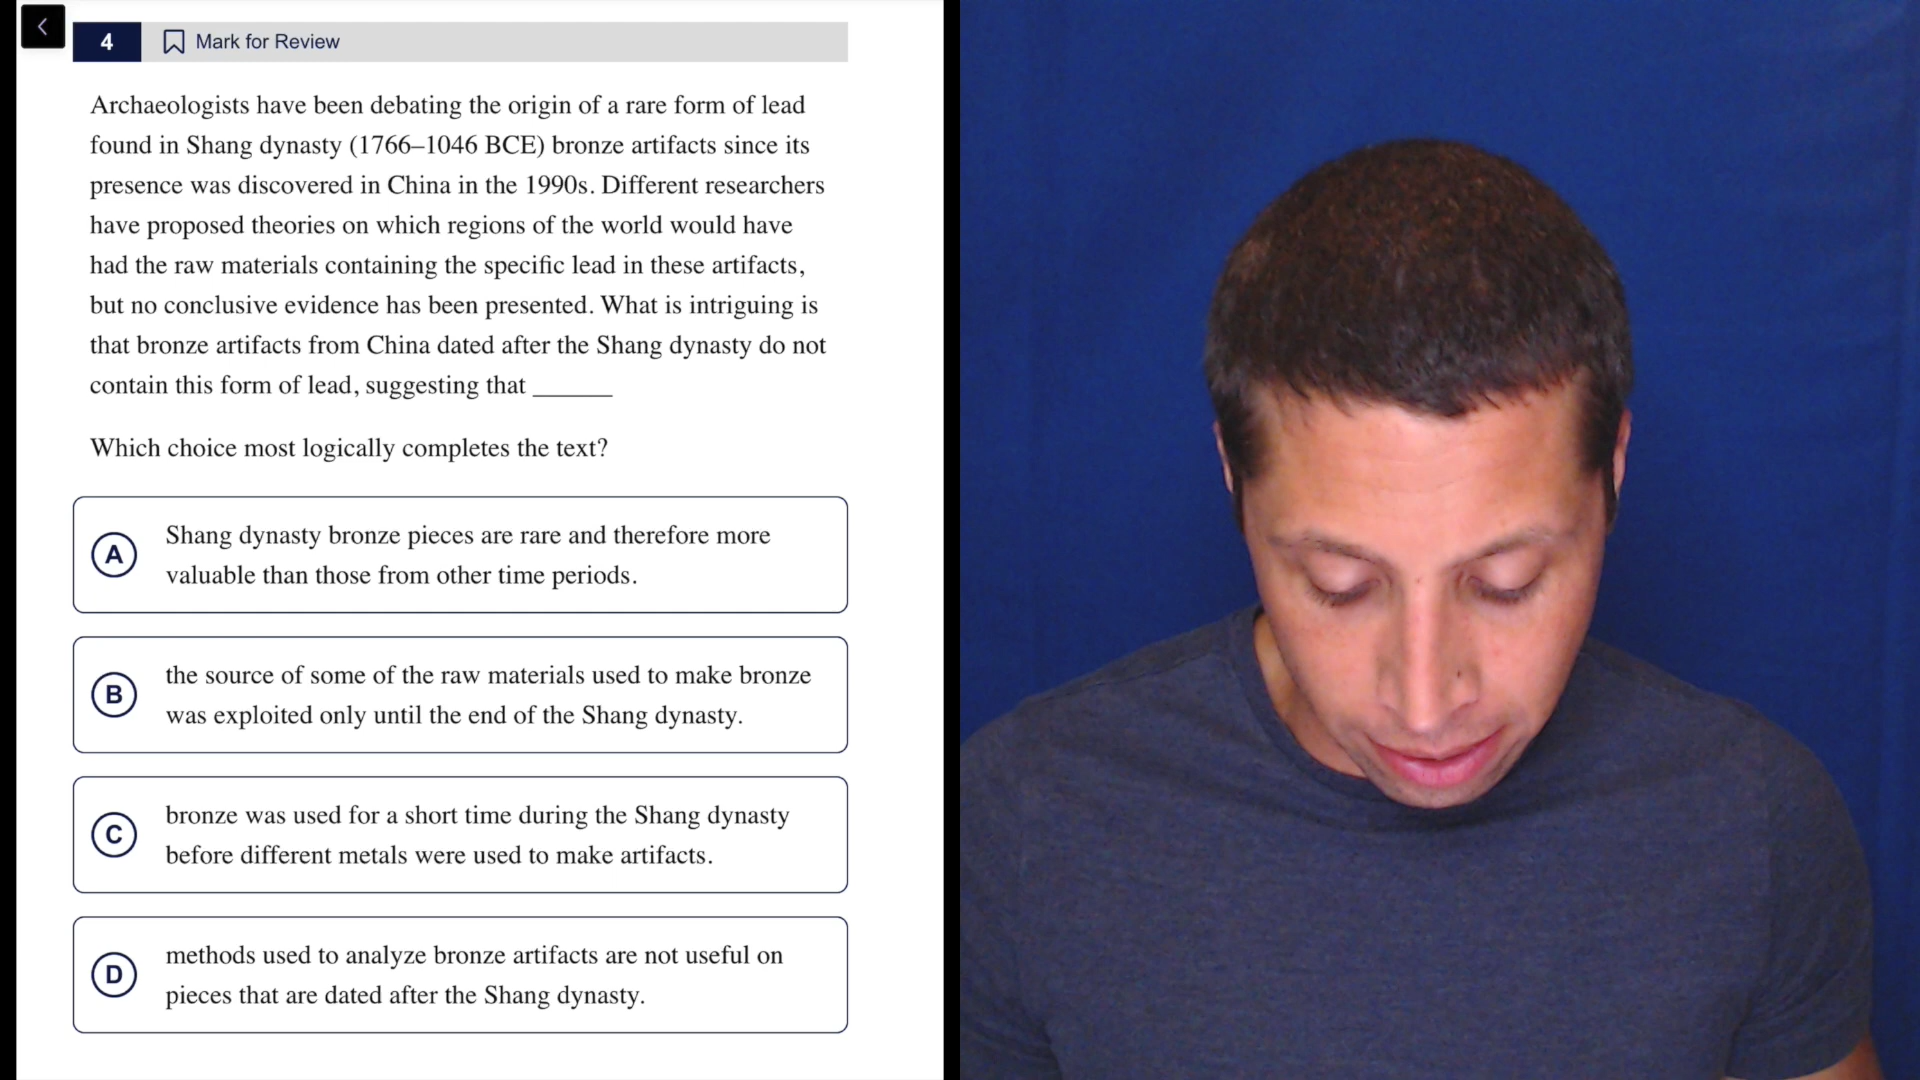 4 Mark for Review
Archaeologists have been debating the origin of a rare form of lead
found in Shang dynasty (1766–1046 BCE) bronze artifacts since its
presence was discovered in China in the 1990s. Different researchers
have proposed theories on which regions of the world would have
had the raw materials containing the specific lead in these artifacts,
but no conclusive evidence has been presented. What is intriguing is
that bronze artifacts from China dated after the Shang dynasty do not
contain this form of lead, suggesting that ______
Which choice most logically completes the text?
A Shang dynasty bronze pieces are rare and therefore more
valuable than those from other time periods.
B the source of some of the raw materials used to make bronze
was exploited only until the end of the Shang dynasty.
C bronze was used for a short time during the Shang dynasty
before different metals were used to make artifacts.
D methods used to analyze bronze artifacts are not useful on
pieces that are dated after the Shang dynasty.